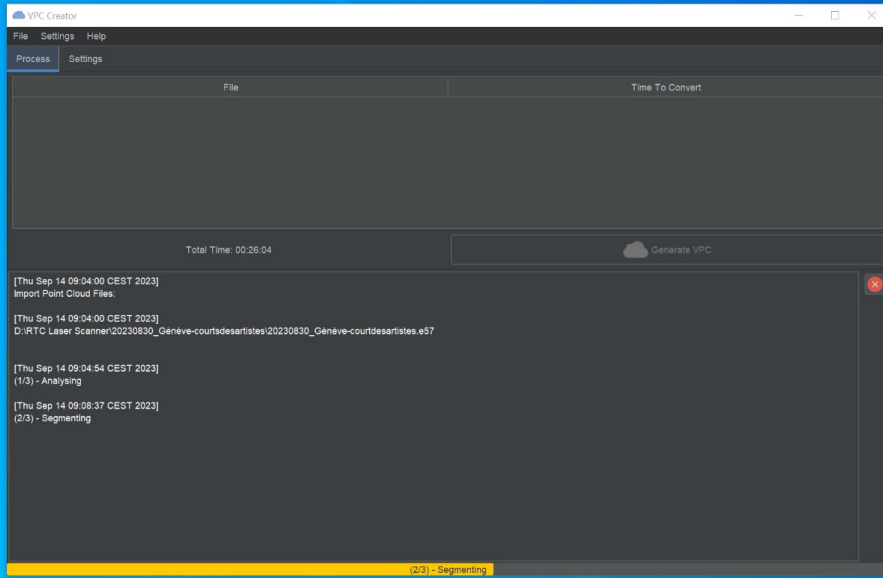 VPC Creator
File Settings Help
Process Settings
File Time To Convert
Total Time: 00:26:04 Generate VPC
[Thu Sep 14 09:04:00 CEST 2023]
Import Point Cloud Files:
[Thu Sep 14 09:04:00 CEST 2023]
D:\RTC Laser Scanner\20230830_Genève-courtsdesartistes\20230830_Genève-courtdesartistes.e57
[Thu Sep 14 09:04:54 CEST 2023]
(1/3) - Analysing
[Thu Sep 14 09:08:37 CEST 2023]
(2/3) - Segmenting
(2/3) - Segmenting